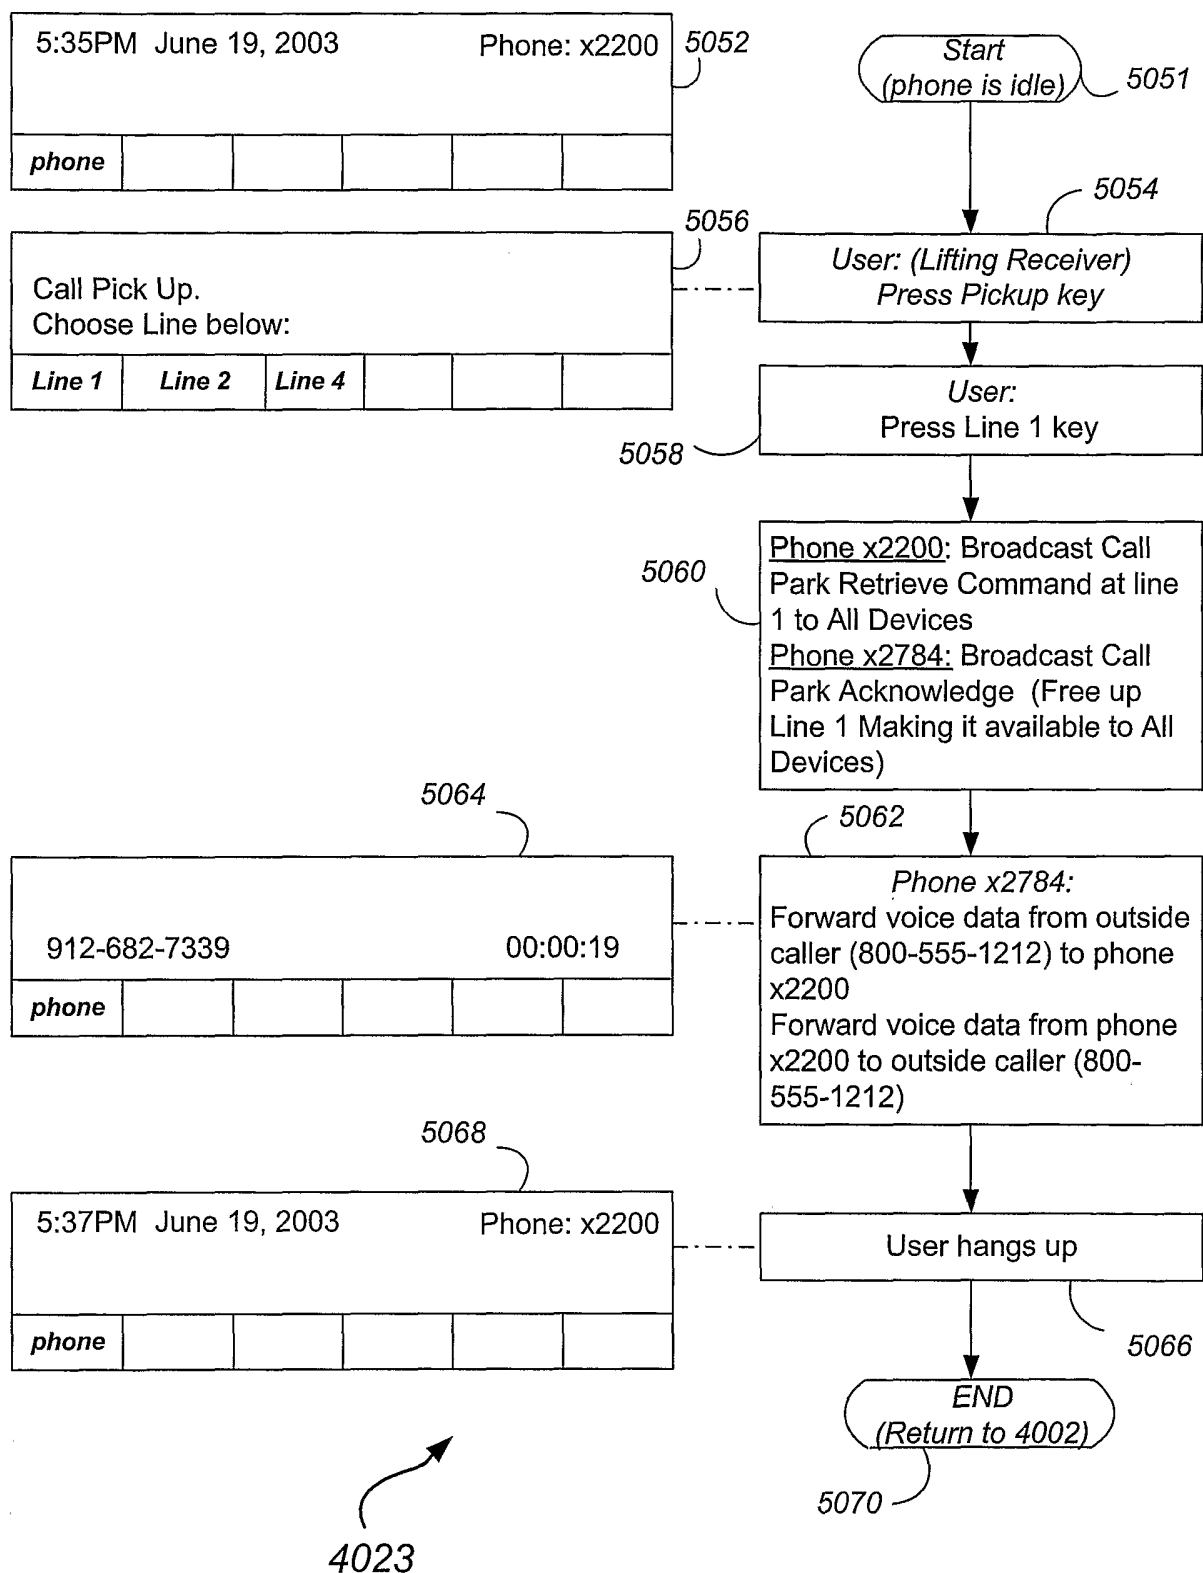 5:35PM June 19, 2003 Phone: x2200
5052
phone
Start
(phone is idle)
5051
5054
5056
Call Pick Up.
Choose Line below:
Line 1 Line 2 Line 4
User: (Lifting Receiver)
Press Pickup key
User:
Press Line 1 key
5058
5060
Phone x2200: Broadcast Call
Park Retrieve Command at line
1 to All Devices
Phone x2784: Broadcast Call
Park Acknowledge (Free up
Line 1 Making it available to All
Devices)
5064
912-682-7339 00:00:19
phone
5062
Phone x2784:
Forward voice data from outside
caller (800-555-1212) to phone
x2200
Forward voice data from phone
x2200 to outside caller (800-
555-1212)
5068
5:37PM June 19, 2003 Phone: x2200
phone
User hangs up
5066
END
(Return to 4002)
5070
4023